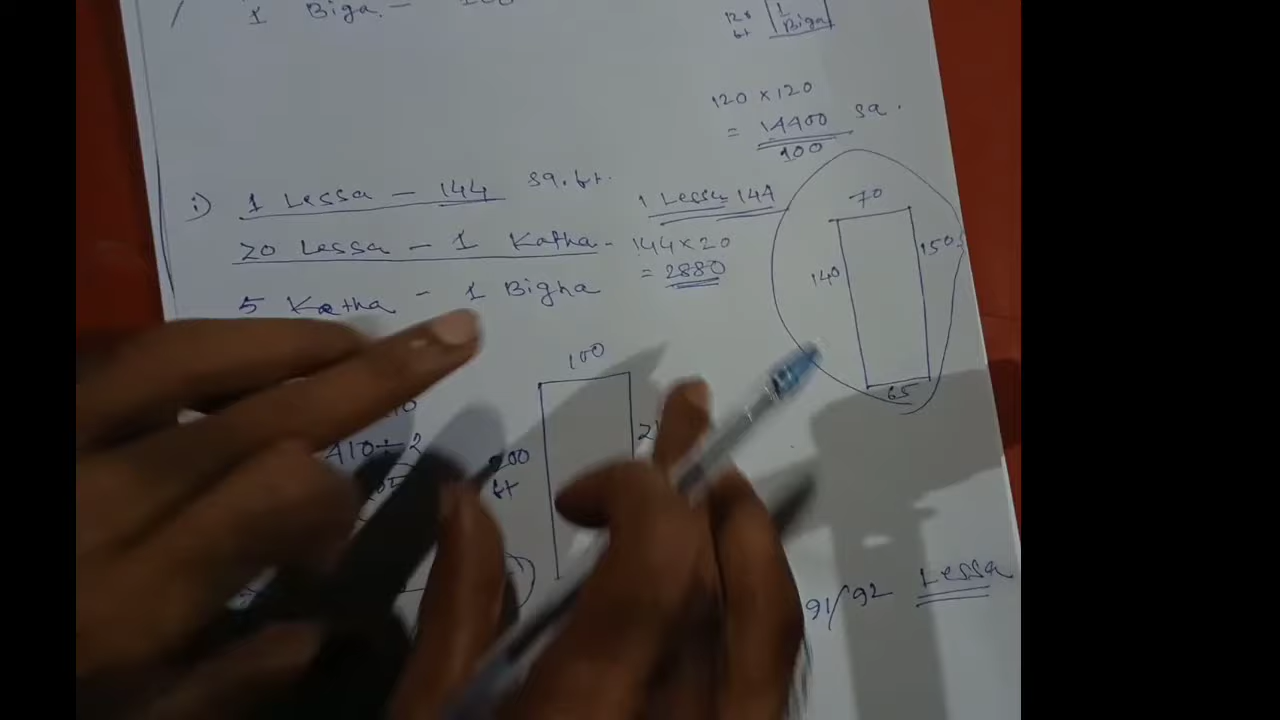 1 Biga. - 100
120
ft
1
Biga
120 x 120
= 14400 sq.
100
i) 1 Lessa - 144 sq.ft.
1 Lessa 144
20 Lessa - 1 Katha -
144 x 20
= 2880
5 Katha - 1 Bigha
70
140
150
65
100
410 ÷ 2
200
ft
91/92 Lessa